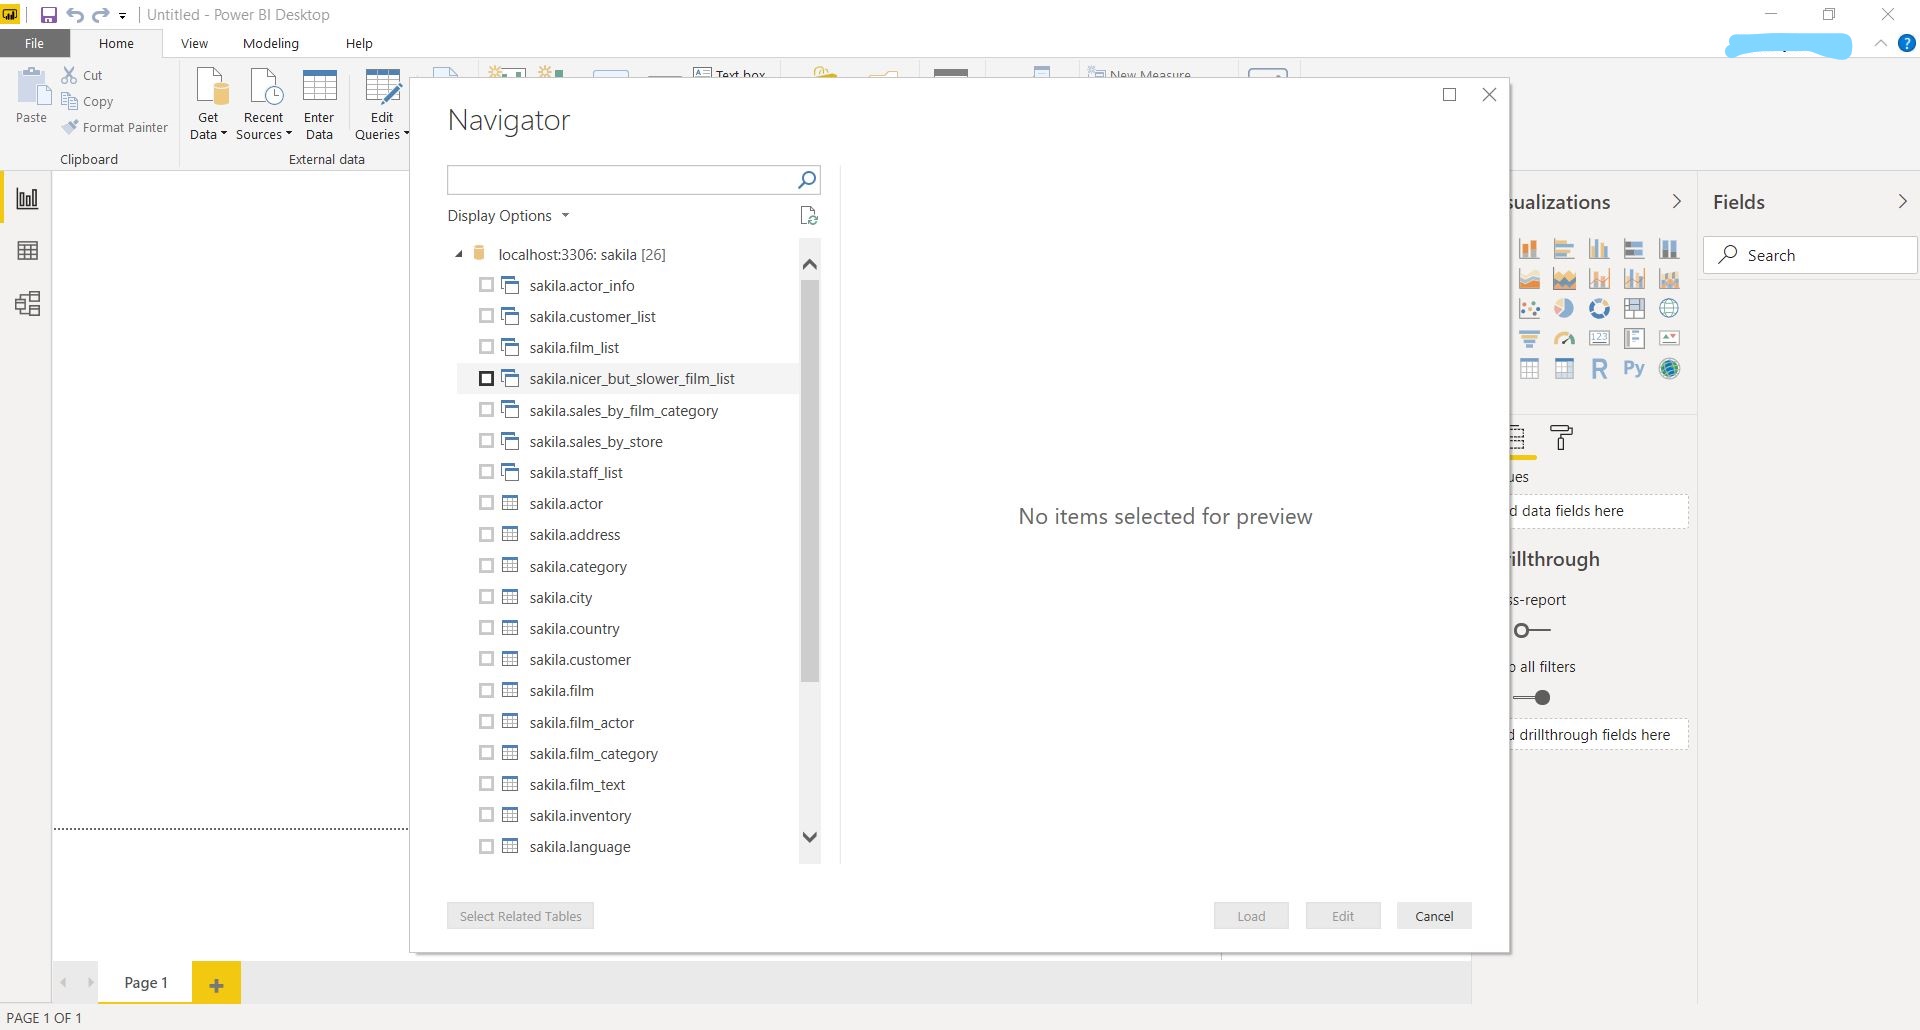 Untitled - Power BI Desktop
File Home View Modeling Help
?
Paste
Cut
Copy
Format Painter
Clipboard
Get Data
Recent Sources
Enter Data
Edit Queries
External data
Text box
New Measure
Navigator
Display Options
localhost:3306: sakila [26]
sakila.actor_info
sakila.customer_list
sakila.film_list
sakila.nicer_but_slower_film_list
sakila.sales_by_film_category
sakila.sales_by_store
sakila.staff_list
sakila.actor
sakila.address
sakila.category
sakila.city
sakila.country
sakila.customer
sakila.film
sakila.film_actor
sakila.film_category
sakila.film_text
sakila.inventory
sakila.language
No items selected for preview
Select Related Tables
Load
Edit
Cancel
sualizations
123
R
Py
ues
d data fields here
illthrough
ss-report
all filters
d drillthrough fields here
Fields
Search
Page 1
+
PAGE 1 OF 1